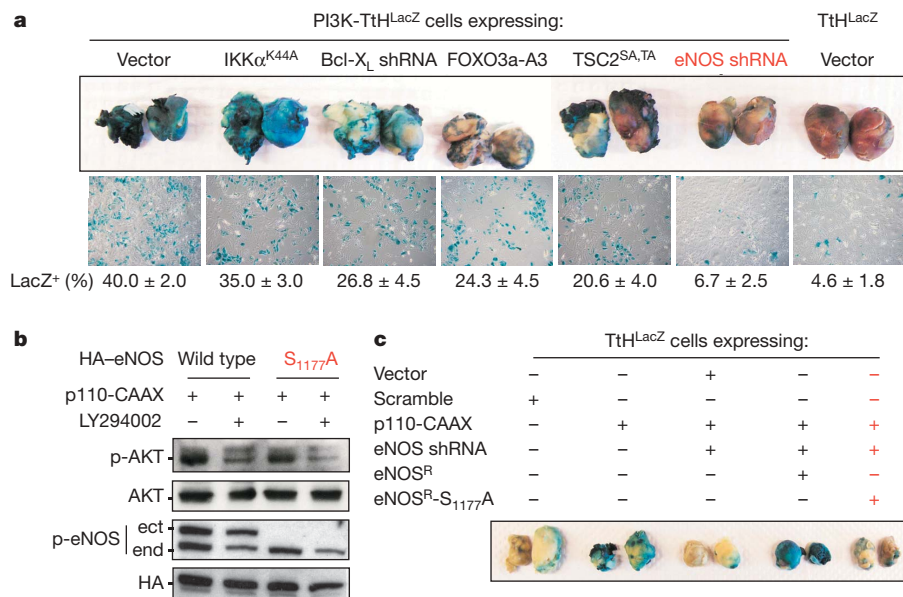 a
PI3K-TtH^LacZ cells expressing:
TtH^LacZ
Vector IKKα^K44A Bcl-X_L shRNA FOXO3a-A3 TSC2^SA,TA eNOS shRNA Vector
LacZ⁺ (%) 40.0 ± 2.0 35.0 ± 3.0 26.8 ± 4.5 24.3 ± 4.5 20.6 ± 4.0 6.7 ± 2.5 4.6 ± 1.8
b
HA–eNOS Wild type S₁₁₇₇A
p110-CAAX + + + +
LY294002 – + – +
p-AKT
AKT
p-eNOS ect
end
HA
c
TtH^LacZ cells expressing:
Vector – – + – –
Scramble + – – – –
p110-CAAX – + + + +
eNOS shRNA – – + + +
eNOS^R – – – + –
eNOS^R-S₁₁₇₇A – – – – +